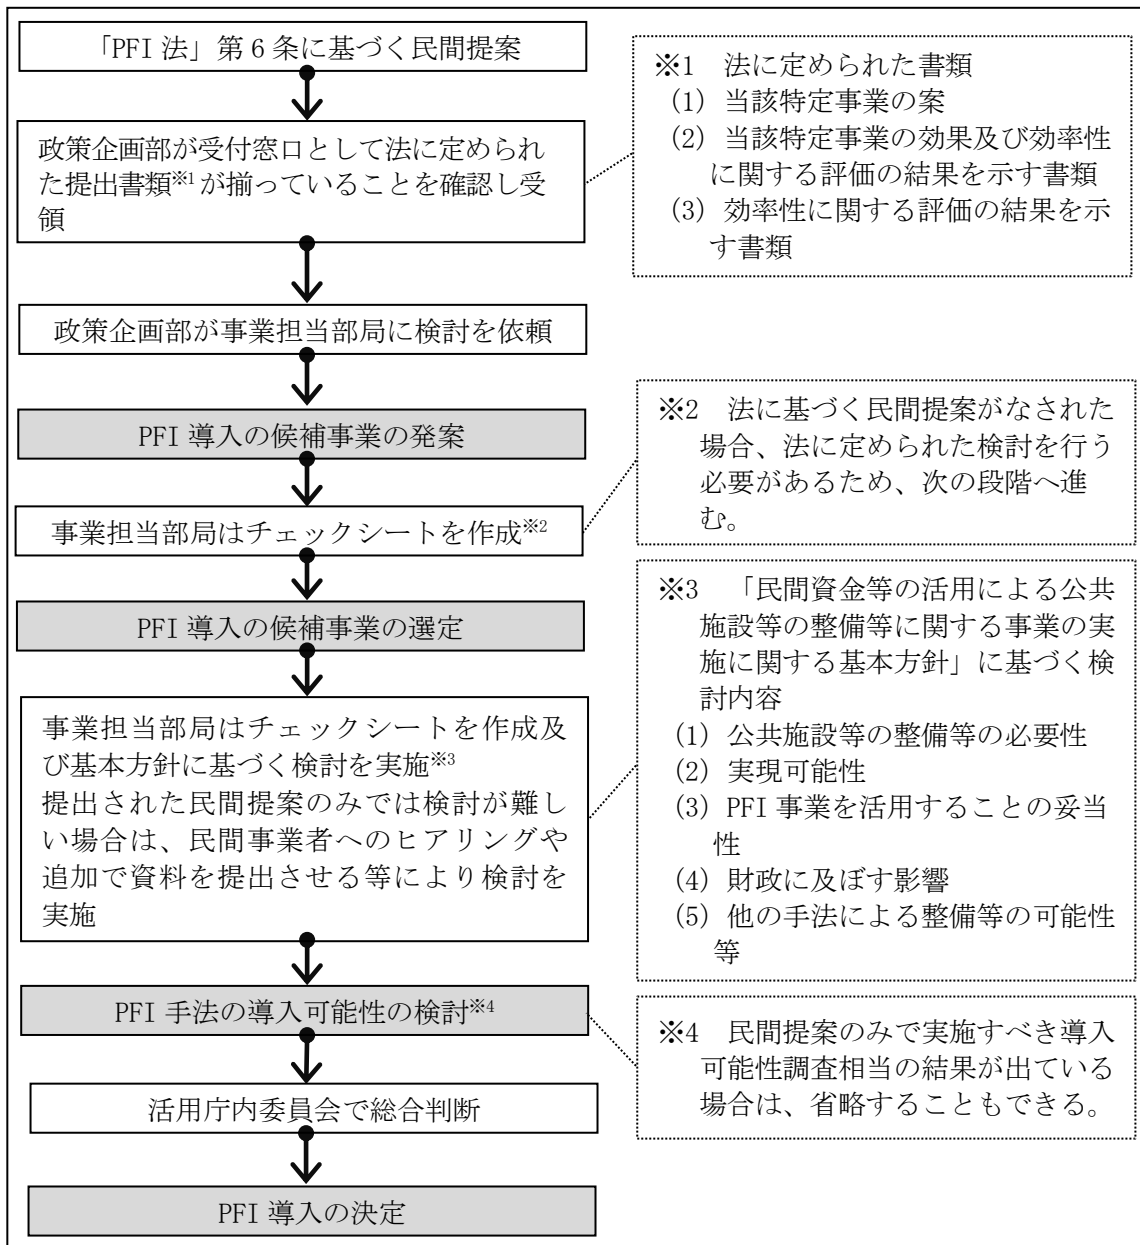 「PFI 法」第 6 条に基づく民間提案
政策企画部が受付窓口として法に定められ
た提出書類※1 が揃っていることを確認し受
領
政策企画部が事業担当部局に検討を依頼
PFI 導入の候補事業の発案
事業担当部局はチェックシートを作成※2
PFI 導入の候補事業の選定
事業担当部局はチェックシートを作成及
び基本方針に基づく検討を実施※3
提出された民間提案のみでは検討が難し
い場合は、民間事業者へのヒアリングや
追加で資料を提出させる等により検討を
実施
PFI 手法の導入可能性の検討※4
活用庁内委員会で総合判断
PFI 導入の決定
※1　法に定められた書類
(1) 当該特定事業の案
(2) 当該特定事業の効果及び効率性
に関する評価の結果を示す書類
(3) 効率性に関する評価の結果を示
す書類
※2　法に基づく民間提案がなされた
場合、法に定められた検討を行う
必要があるため、次の段階へ進
む。
※3　「民間資金等の活用による公共
施設等の整備等に関する事業の実
施に関する基本方針」に基づく検
討内容
(1) 公共施設等の整備等の必要性
(2) 実現可能性
(3) PFI 事業を活用することの妥当
性
(4) 財政に及ぼす影響
(5) 他の手法による整備等の可能性
等
※4　民間提案のみで実施すべき導入
可能性調査相当の結果が出ている
場合は、省略することもできる。